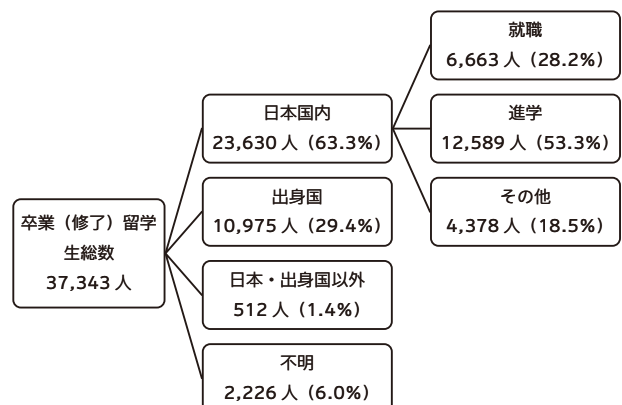 卒業（修了）留学
生総数
37,343 人
日本国内
23,630 人（63.3%）
出身国
10,975 人（29.4%）
日本・出身国以外
512 人（1.4%）
不明
2,226 人（6.0%）
就職
6,663 人（28.2%）
進学
12,589 人（53.3%）
その他
4,378 人（18.5%）